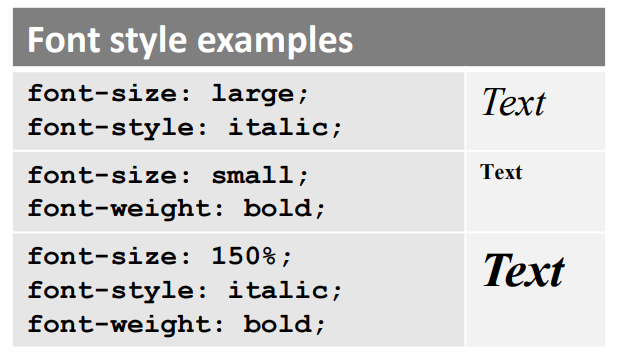 Font style examples
font-size: large;
font-style: italic;
Text
font-size: small;
font-weight: bold;
Text
font-size: 150%;
font-style: italic;
font-weight: bold;
Text